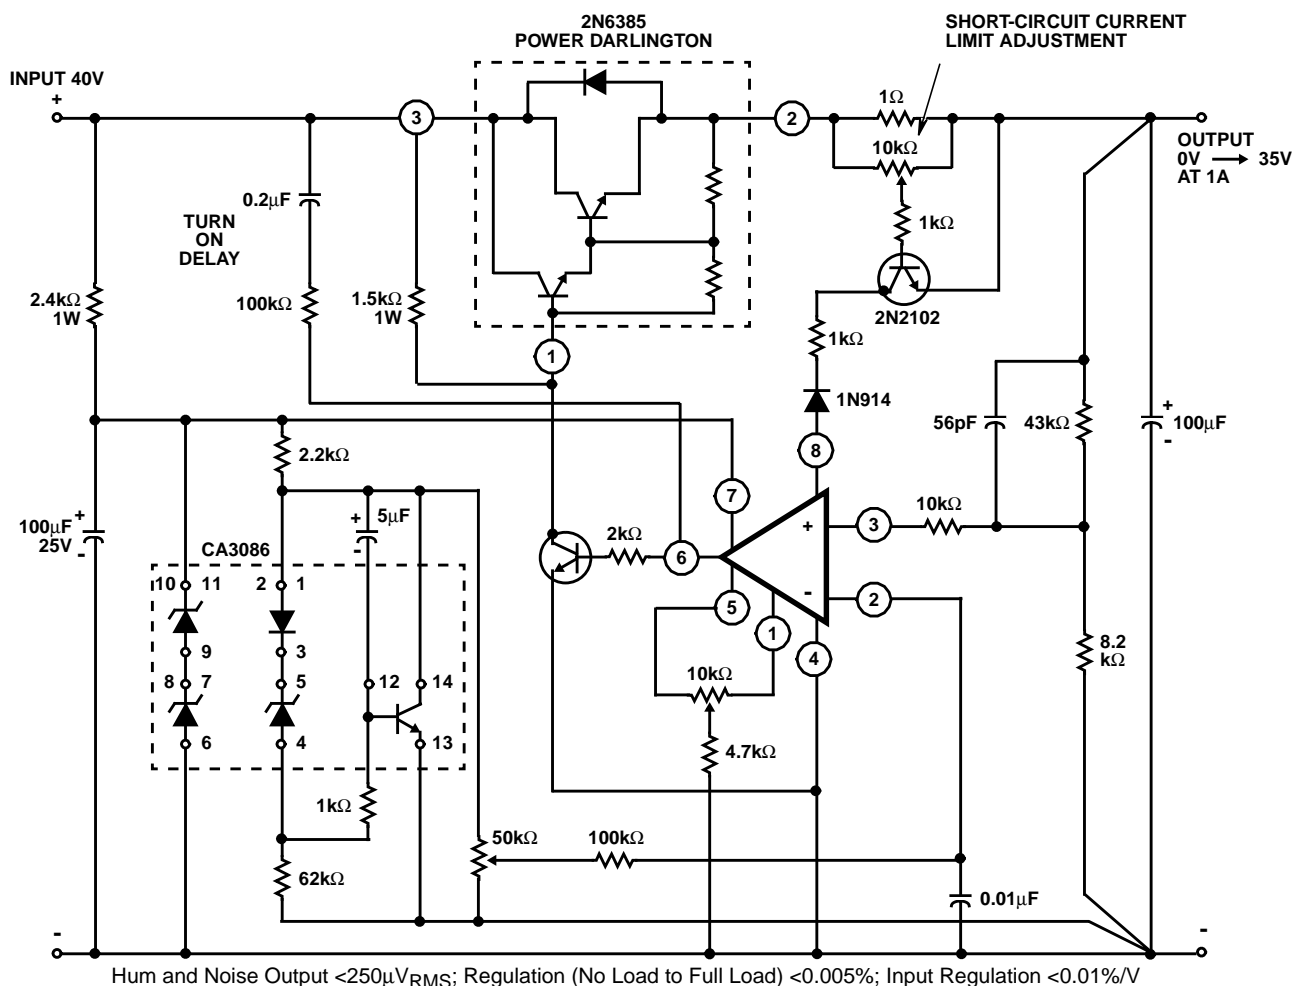 2N6385
POWER DARLINGTON
SHORT-CIRCUIT CURRENT
LIMIT ADJUSTMENT
INPUT 40V
+
3
2
1Ω
10kΩ
OUTPUT
0V → 35V
AT 1A
0.2μF
TURN
ON
DELAY
1kΩ
2.4kΩ
1W
100kΩ
1.5kΩ
1W
2N2102
1kΩ
1
1N914
56pF
43kΩ
+
100μF
-
8
2.2kΩ
7
5μF
+
-
100μF
25V
+
-
CA3086
2kΩ
6
+
3
10kΩ
-
2
5
1
4
10 11
2 1
9
3
8 7
5
12
14
6
4
13
10kΩ
8.2
kΩ
4.7kΩ
1kΩ
50kΩ
100kΩ
62kΩ
0.01μF
-
-
Hum and Noise Output <250μVRMS; Regulation (No Load to Full Load) <0.005%; Input Regulation <0.01%/V